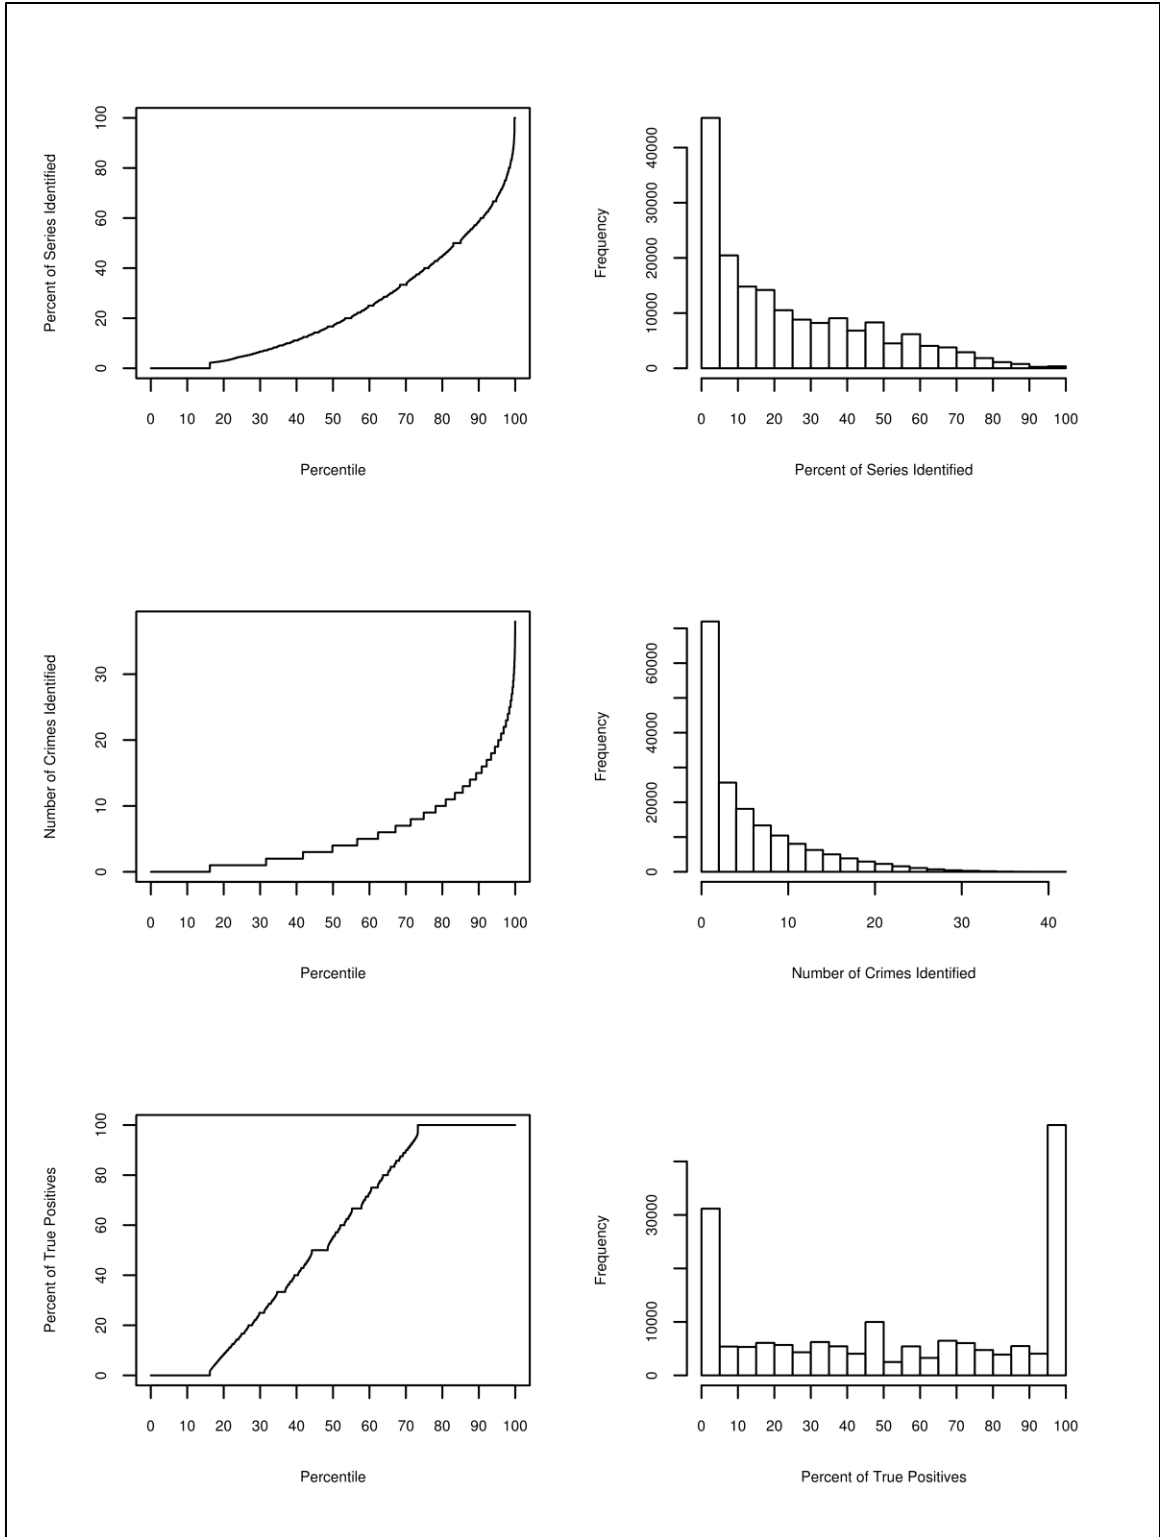 Percent of Series Identified
100
80
60
40
20
0
0 10 20 30 40 50 60 70 80 90 100
Percentile
Frequency
40000
30000
20000
10000
0
0 10 20 30 40 50 60 70 80 90 100
Percent of Series Identified
Number of Crimes Identified
30
20
10
0
0 10 20 30 40 50 60 70 80 90 100
Percentile
Frequency
60000
40000
20000
0
0 10 20 30 40
Number of Crimes Identified
Percent of True Positives
100
80
60
40
20
0
0 10 20 30 40 50 60 70 80 90 100
Percentile
Frequency
30000
10000
0
0 10 20 30 40 50 60 70 80 90 100
Percent of True Positives